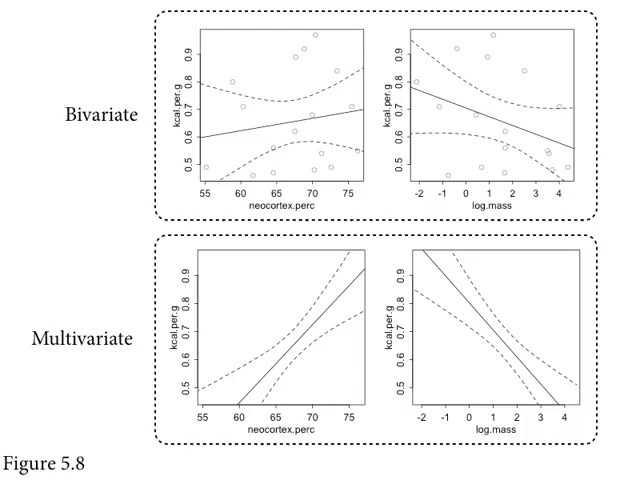 Bivariate
kcal.per.g
0.5 0.6 0.7 0.8 0.9
55 60 65 70 75
neocortex.perc
kcal.per.g
0.5 0.6 0.7 0.8 0.9
-2 -1 0 1 2 3 4
log.mass
Multivariate
kcal.per.g
0.5 0.6 0.7 0.8 0.9
55 60 65 70 75
neocortex.perc
kcal.per.g
0.5 0.6 0.7 0.8 0.9
-2 -1 0 1 2 3 4
log.mass
Figure 5.8